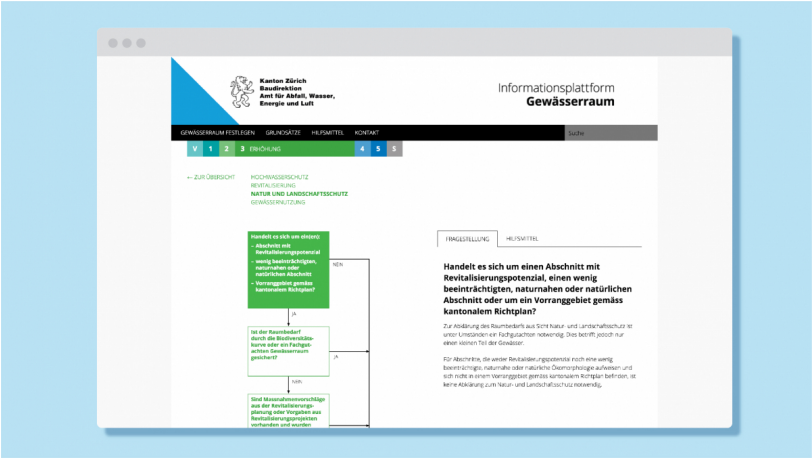 Kanton Zürich
Baudirektion
Amt für Abfall, Wasser,
Energie und Luft
Informationsplattform
Gewässerraum
GEWÄSSERRAUM FESTLEGEN GRUNDSÄTZE HILFSMITTEL KONTAKT
Suche
V 1 2 3 ERHÖHUNG 4 5 S
← ZUR ÜBERSICHT
HOCHWASSERSCHUTZ
REVITALISIERUNG
NATUR UND LANDSCHAFTSSCHUTZ
GEWÄSSERNUTZUNG
Handelt es sich um ein(en):
– Abschnitt mit
Revitalisierungspotenzial
– wenig beeinträchtigten,
naturnahen oder
natürlichen Abschnitt
– Vorranggebiet gemäss
kantonalem Richtplan?
NEIN
JA
Ist der Raumbedarf
durch die Biodiversitäts-
kurve oder ein Fachgut-
achten Gewässerraum
gesichert?
JA
NEIN
Sind Massnahmenvorschläge
aus der Revitalisierungs-
planung oder Vorgaben aus
Revitalisierungsprojekten
vorhanden und wurden
FRAGESTELLUNG HILFSMITTEL
Handelt es sich um einen Abschnitt mit
Revitalisierungspotenzial, einen wenig
beeinträchtigten, naturnahen oder natürlichen
Abschnitt oder um ein Vorranggebiet gemäss
kantonalem Richtplan?
Zur Abklärung des Raumbedarfs aus Sicht Natur- und Landschaftsschutz ist
unter Umständen ein Fachgutachten notwendig. Dies betrifft jedoch nur
einen kleinen Teil der Gewässer.
Für Abschnitte, die weder Revitalisierungspotenzial noch eine wenig
beeinträchtigte, naturnahe oder natürliche Ökomorphologie aufweisen und
sich nicht in einem Vorranggebiet gemäss kantonalem Richtplan befinden, ist
keine Abklärung zum Natur- und Landschaftsschutz notwendig.